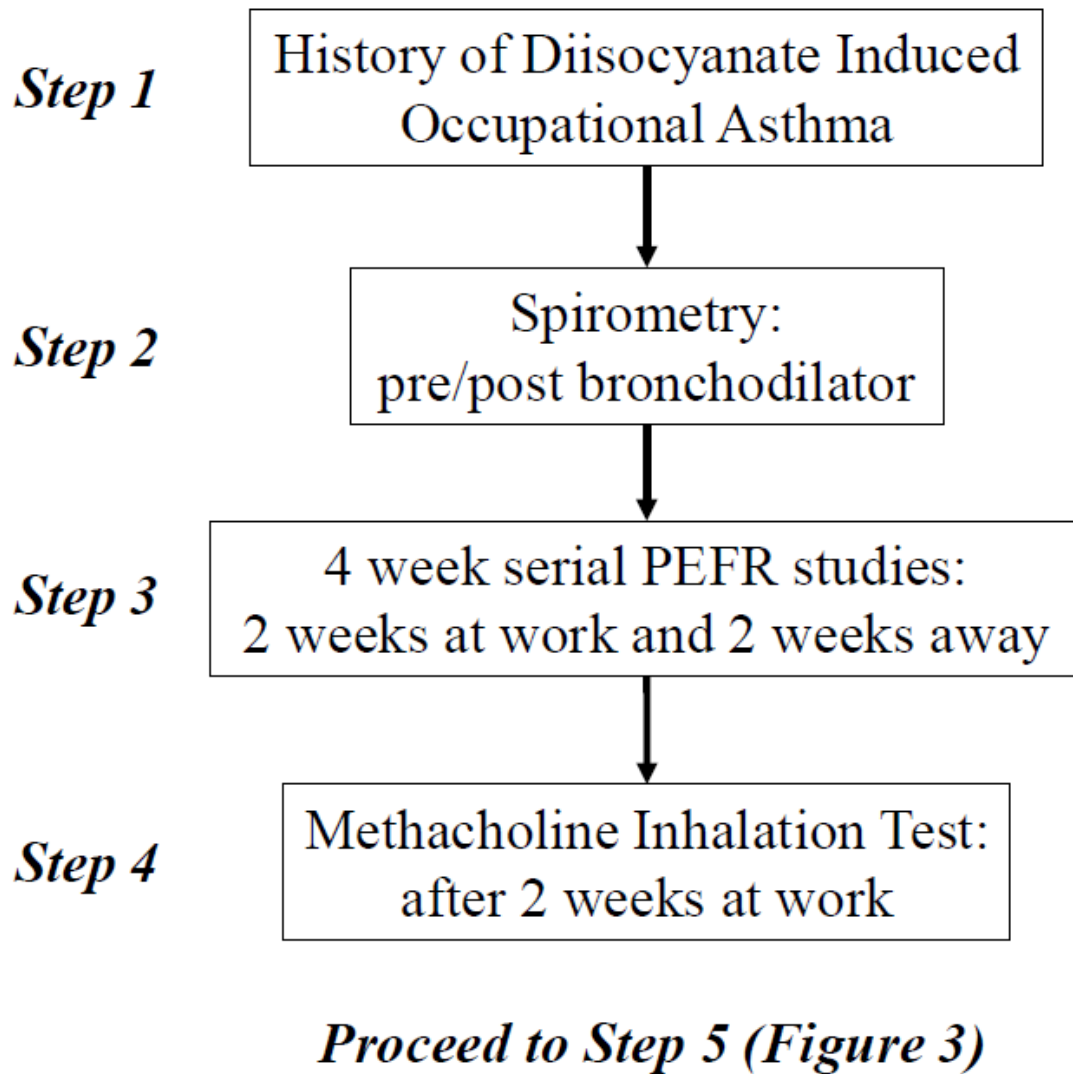 Step 1
History of Diisocyanate Induced
Occupational Asthma
Step 2
Spirometry:
pre/post bronchodilator
Step 3
4 week serial PEFR studies:
2 weeks at work and 2 weeks away
Step 4
Methacholine Inhalation Test:
after 2 weeks at work
Proceed to Step 5 (Figure 3)